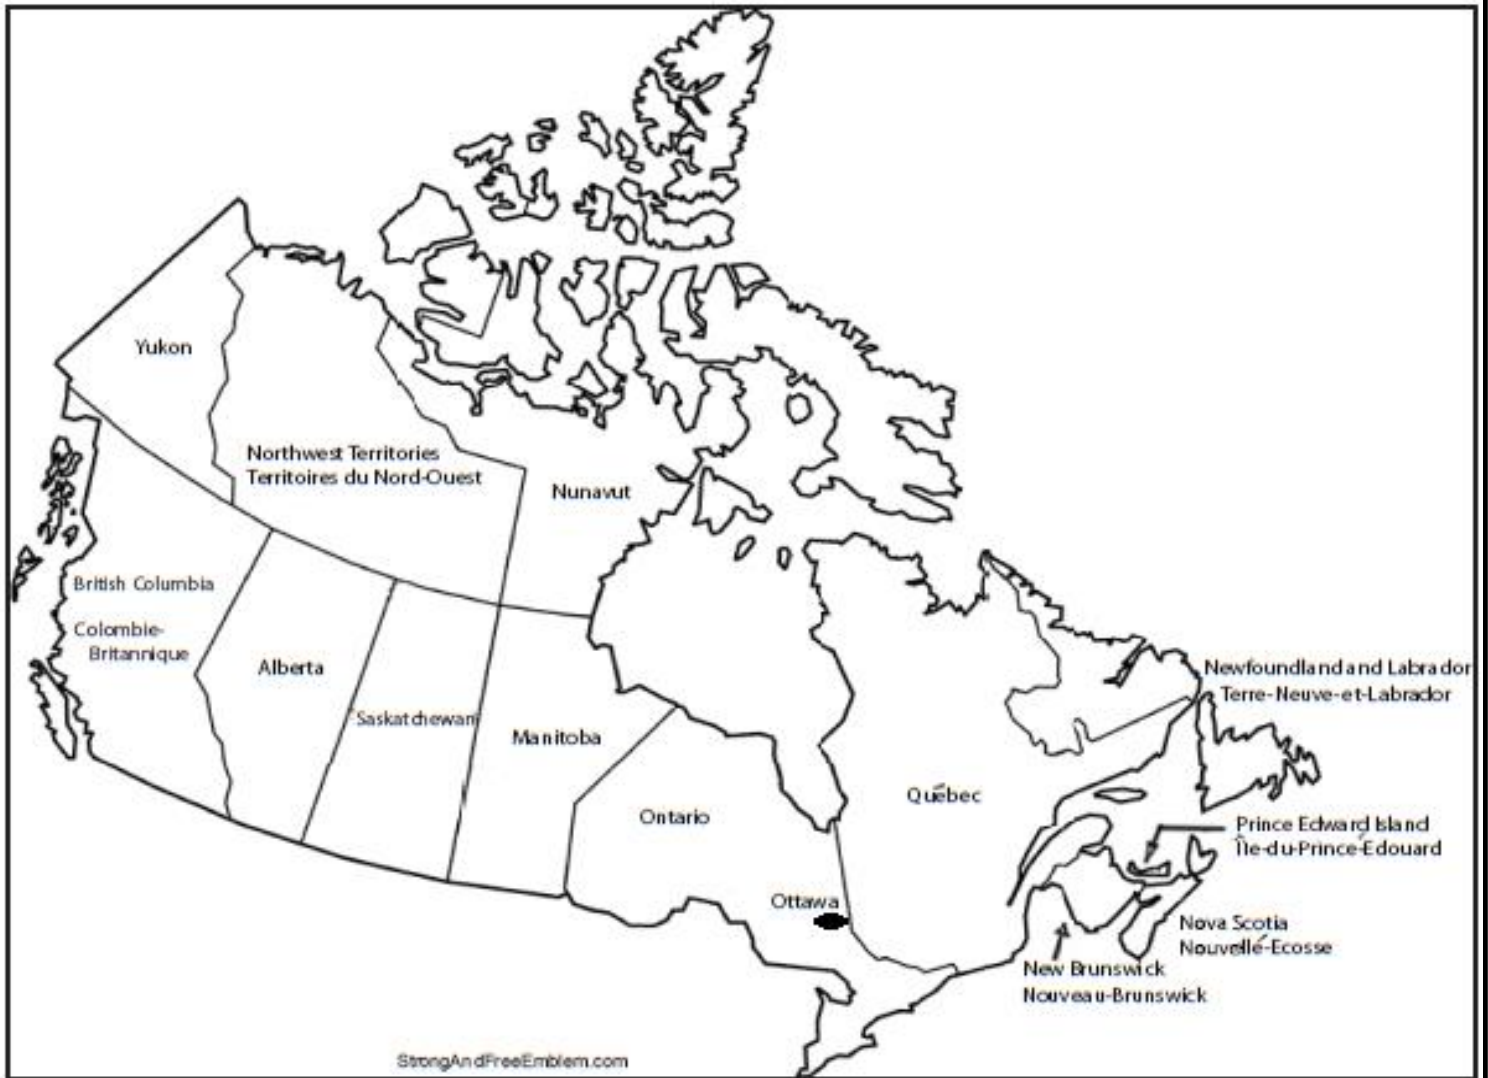 Yukon
Northwest Territories
Territoires du Nord-Ouest
Nunavut
British Columbia
Colombie-
Britannique
Alberta
Saskatchewan
Manitoba
Ontario
Québec
Newfoundland and Labrador
Terre-Neuve-et-Labrador
Prince Edward Island
Île-du-Prince-Édouard
Ottawa
Nova Scotia
Nouvellé-Ecosse
New Brunswick
Nouveau-Brunswick
StrongAndFreeEmblem.com